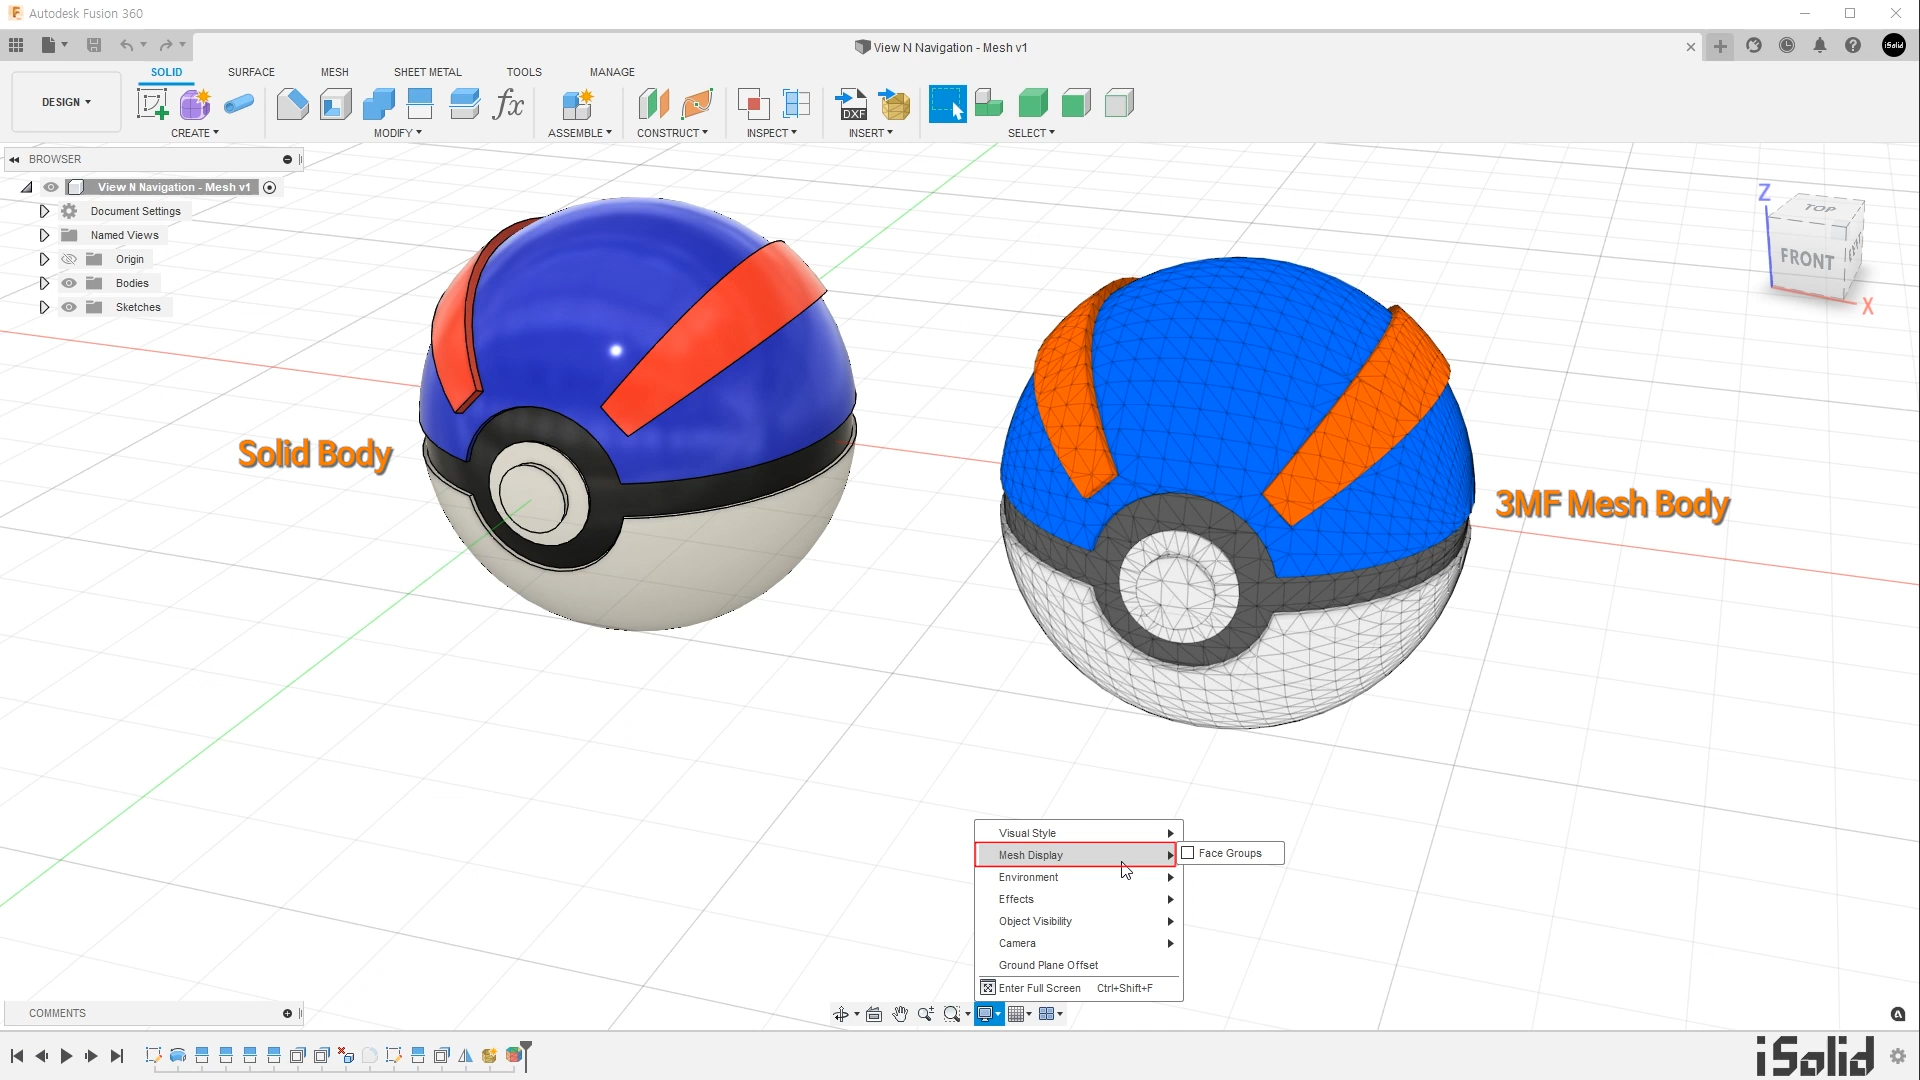 Autodesk Fusion 360
View N Navigation - Mesh v1
iSolid
SOLID
SURFACE
MESH
SHEET METAL
TOOLS
MANAGE
DESIGN
DXF
CREATE
MODIFY
ASSEMBLE
CONSTRUCT
INSPECT
INSERT
SELECT
BROWSER
View N Navigation - Mesh v1
Document Settings
Named Views
Origin
Bodies
Sketches
Z
TOP
FRONT
X
Solid Body
3MF Mesh Body
Visual Style
Mesh Display
Face Groups
Environment
Effects
Object Visibility
Camera
Ground Plane Offset
Enter Full Screen Ctrl+Shift+F
COMMENTS
iSolid